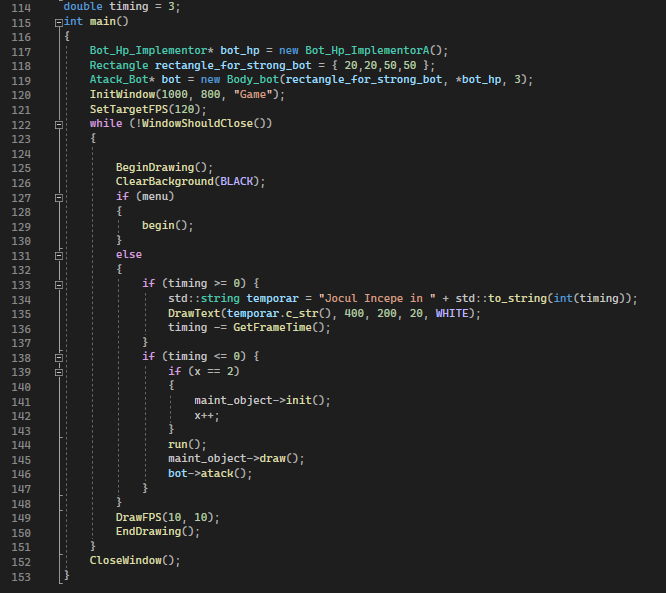 114 double timing = 3;
115 int main()
116 {
117 Bot_Hp_Implementor* bot_hp = new Bot_Hp_ImplementorA();
118 Rectangle rectangle_for_strong_bot = { 20,20,50,50 };
119 Atack_Bot* bot = new Body_bot(rectangle_for_strong_bot, *bot_hp, 3);
120 InitWindow(1000, 800, "Game");
121 SetTargetFPS(120);
122 while (!WindowShouldClose())
123 {
124
125 BeginDrawing();
126 ClearBackground(BLACK);
127 if (menu)
128 {
129 begin();
130 }
131 else
132 {
133 if (timing >= 0) {
134 std::string temporar = "Jocul Incepe in " + std::to_string(int(timing));
135 DrawText(temporar.c_str(), 400, 200, 20, WHITE);
136 timing -= GetFrameTime();
137 }
138 if (timing <= 0) {
139 if (x == 2)
140 {
141 maint_object->init();
142 x++;
143 }
144 run();
145 maint_object->draw();
146 bot->atack();
147 }
148 }
149 DrawFPS(10, 10);
150 EndDrawing();
151 }
152 CloseWindow();
153 }